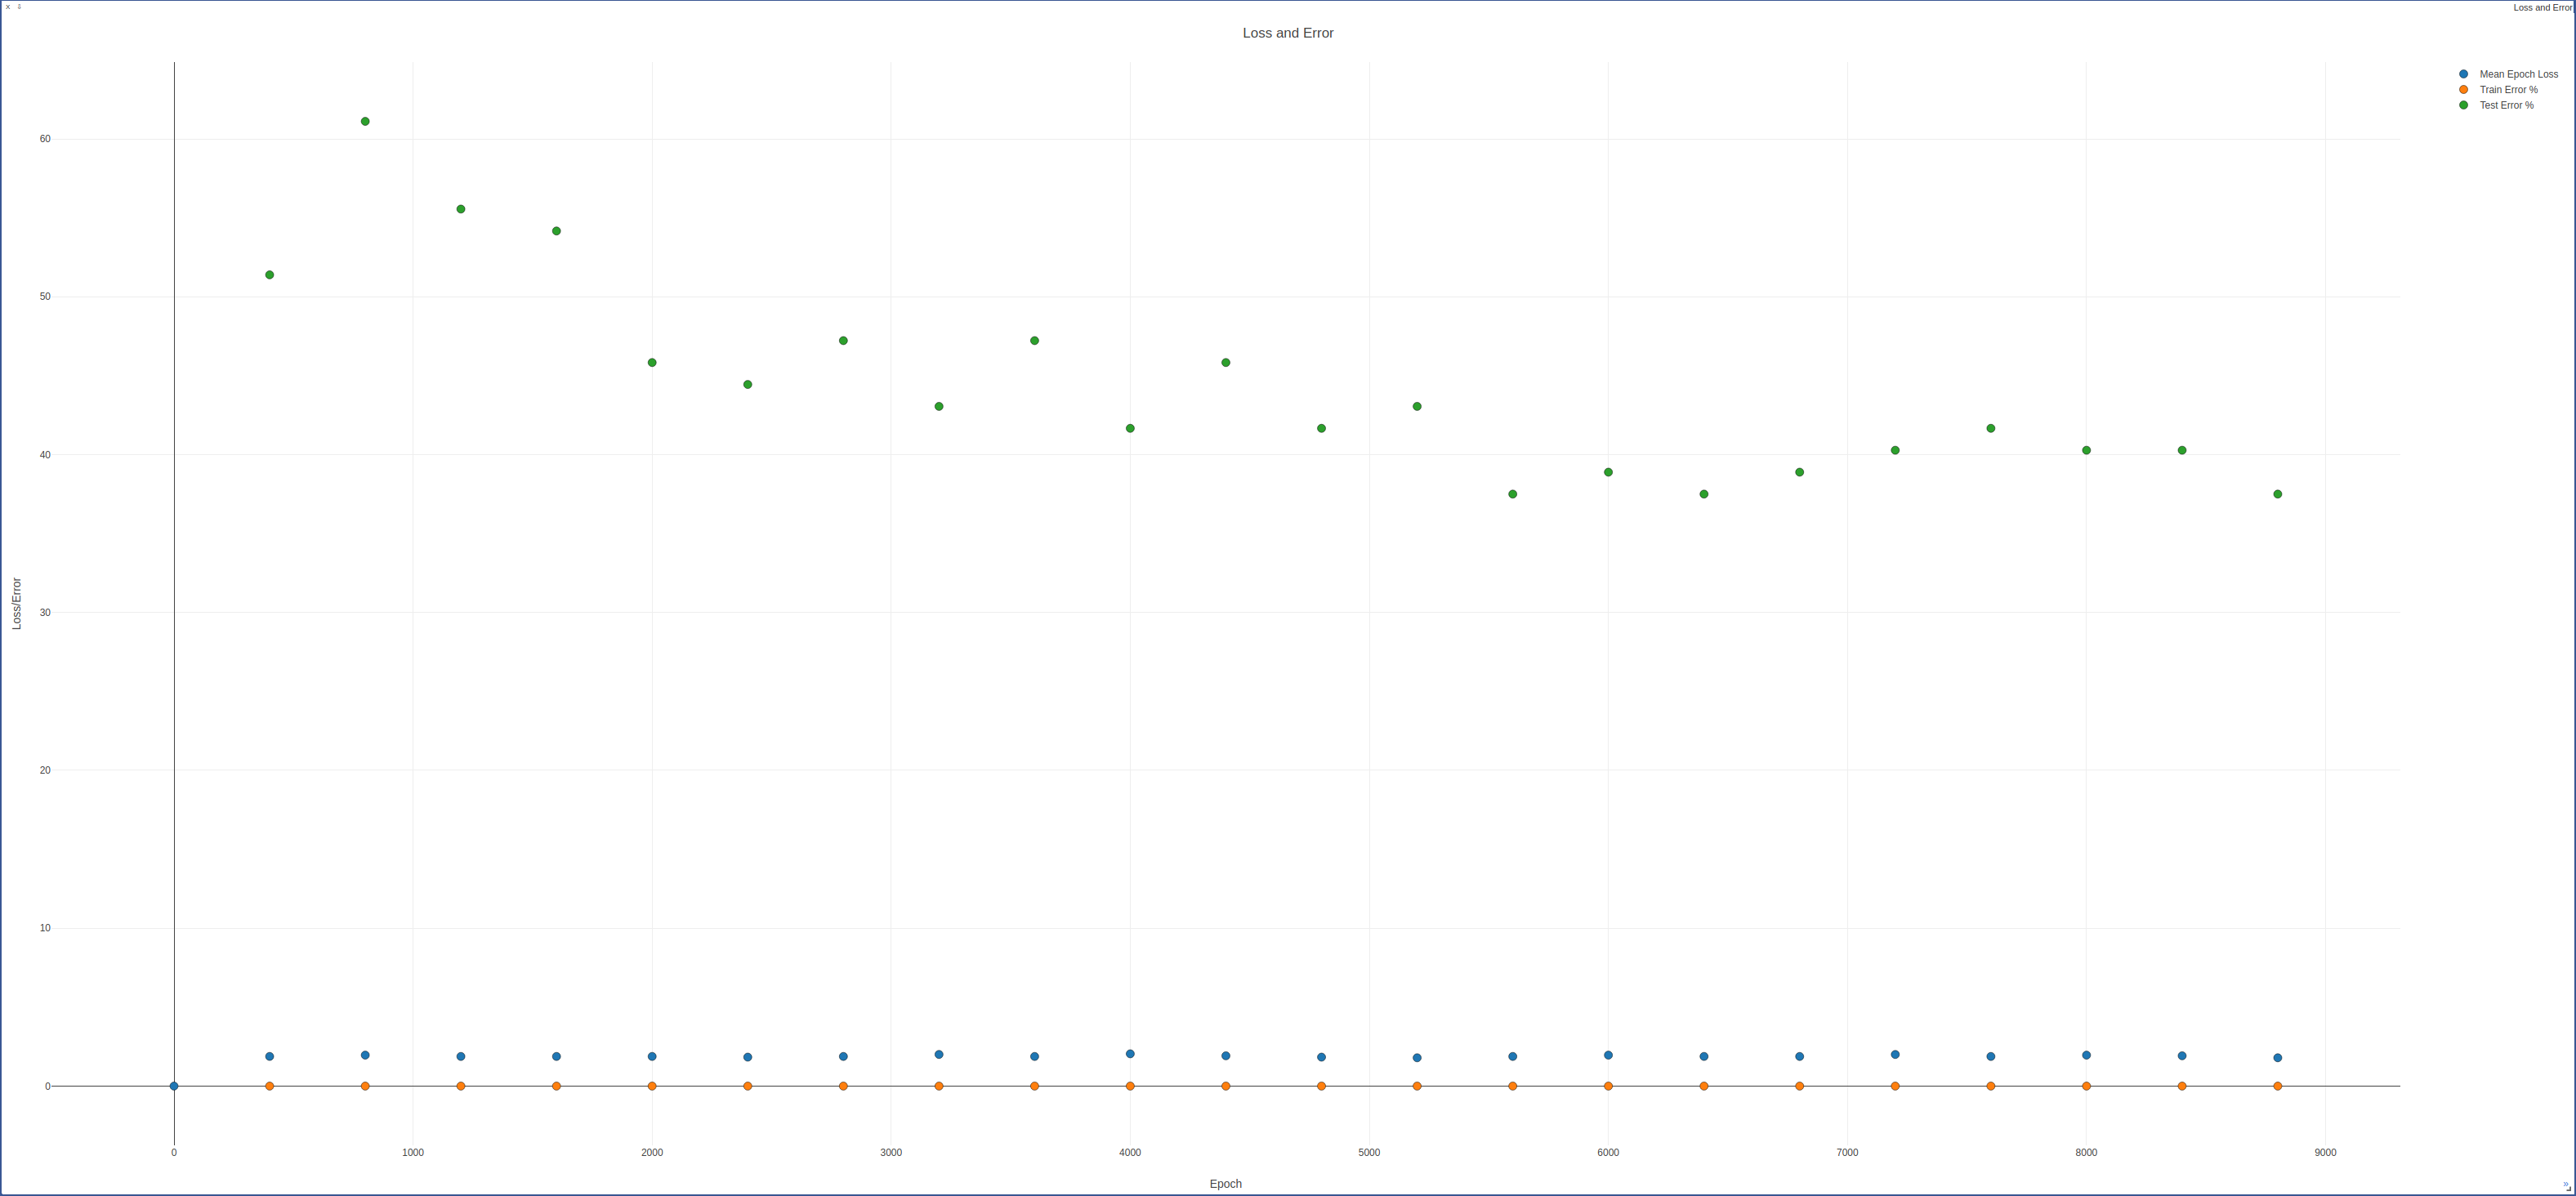 X ⇩
Loss and Error
Loss and Error
Mean Epoch Loss
Train Error %
Test Error %
60
50
40
30
20
10
0
Loss/Error
0 1000 2000 3000 4000 5000 6000 7000 8000 9000
Epoch